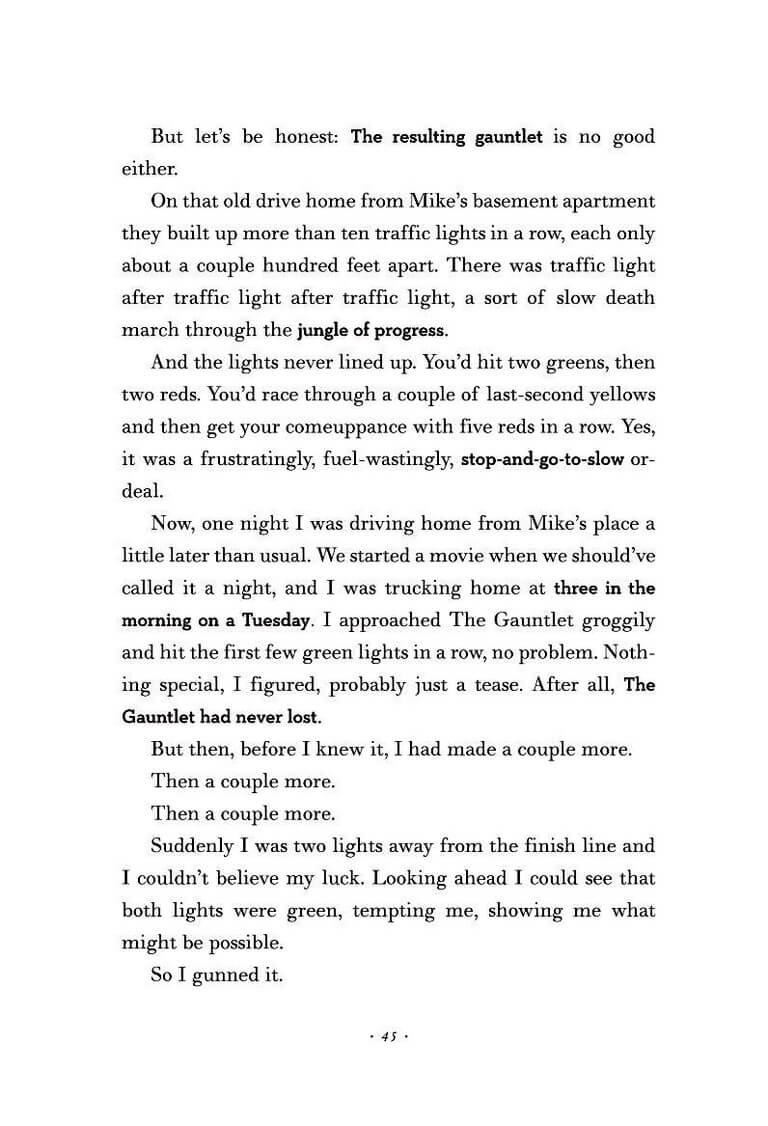 But let’s be honest: The resulting gauntlet is no good
either.
On that old drive home from Mike’s basement apartment
they built up more than ten traffic lights in a row, each only
about a couple hundred feet apart. There was traffic light
after traffic light after traffic light, a sort of slow death
march through the jungle of progress.
And the lights never lined up. You’d hit two greens, then
two reds. You’d race through a couple of last-second yellows
and then get your comeuppance with five reds in a row. Yes,
it was a frustratingly, fuel-wastingly, stop-and-go-to-slow or-
deal.
Now, one night I was driving home from Mike’s place a
little later than usual. We started a movie when we should’ve
called it a night, and I was trucking home at three in the
morning on a Tuesday. I approached The Gauntlet groggily
and hit the first few green lights in a row, no problem. Noth-
ing special, I figured, probably just a tease. After all, The
Gauntlet had never lost.
But then, before I knew it, I had made a couple more.
Then a couple more.
Then a couple more.
Suddenly I was two lights away from the finish line and
I couldn’t believe my luck. Looking ahead I could see that
both lights were green, tempting me, showing me what
might be possible.
So I gunned it.
· 45 ·